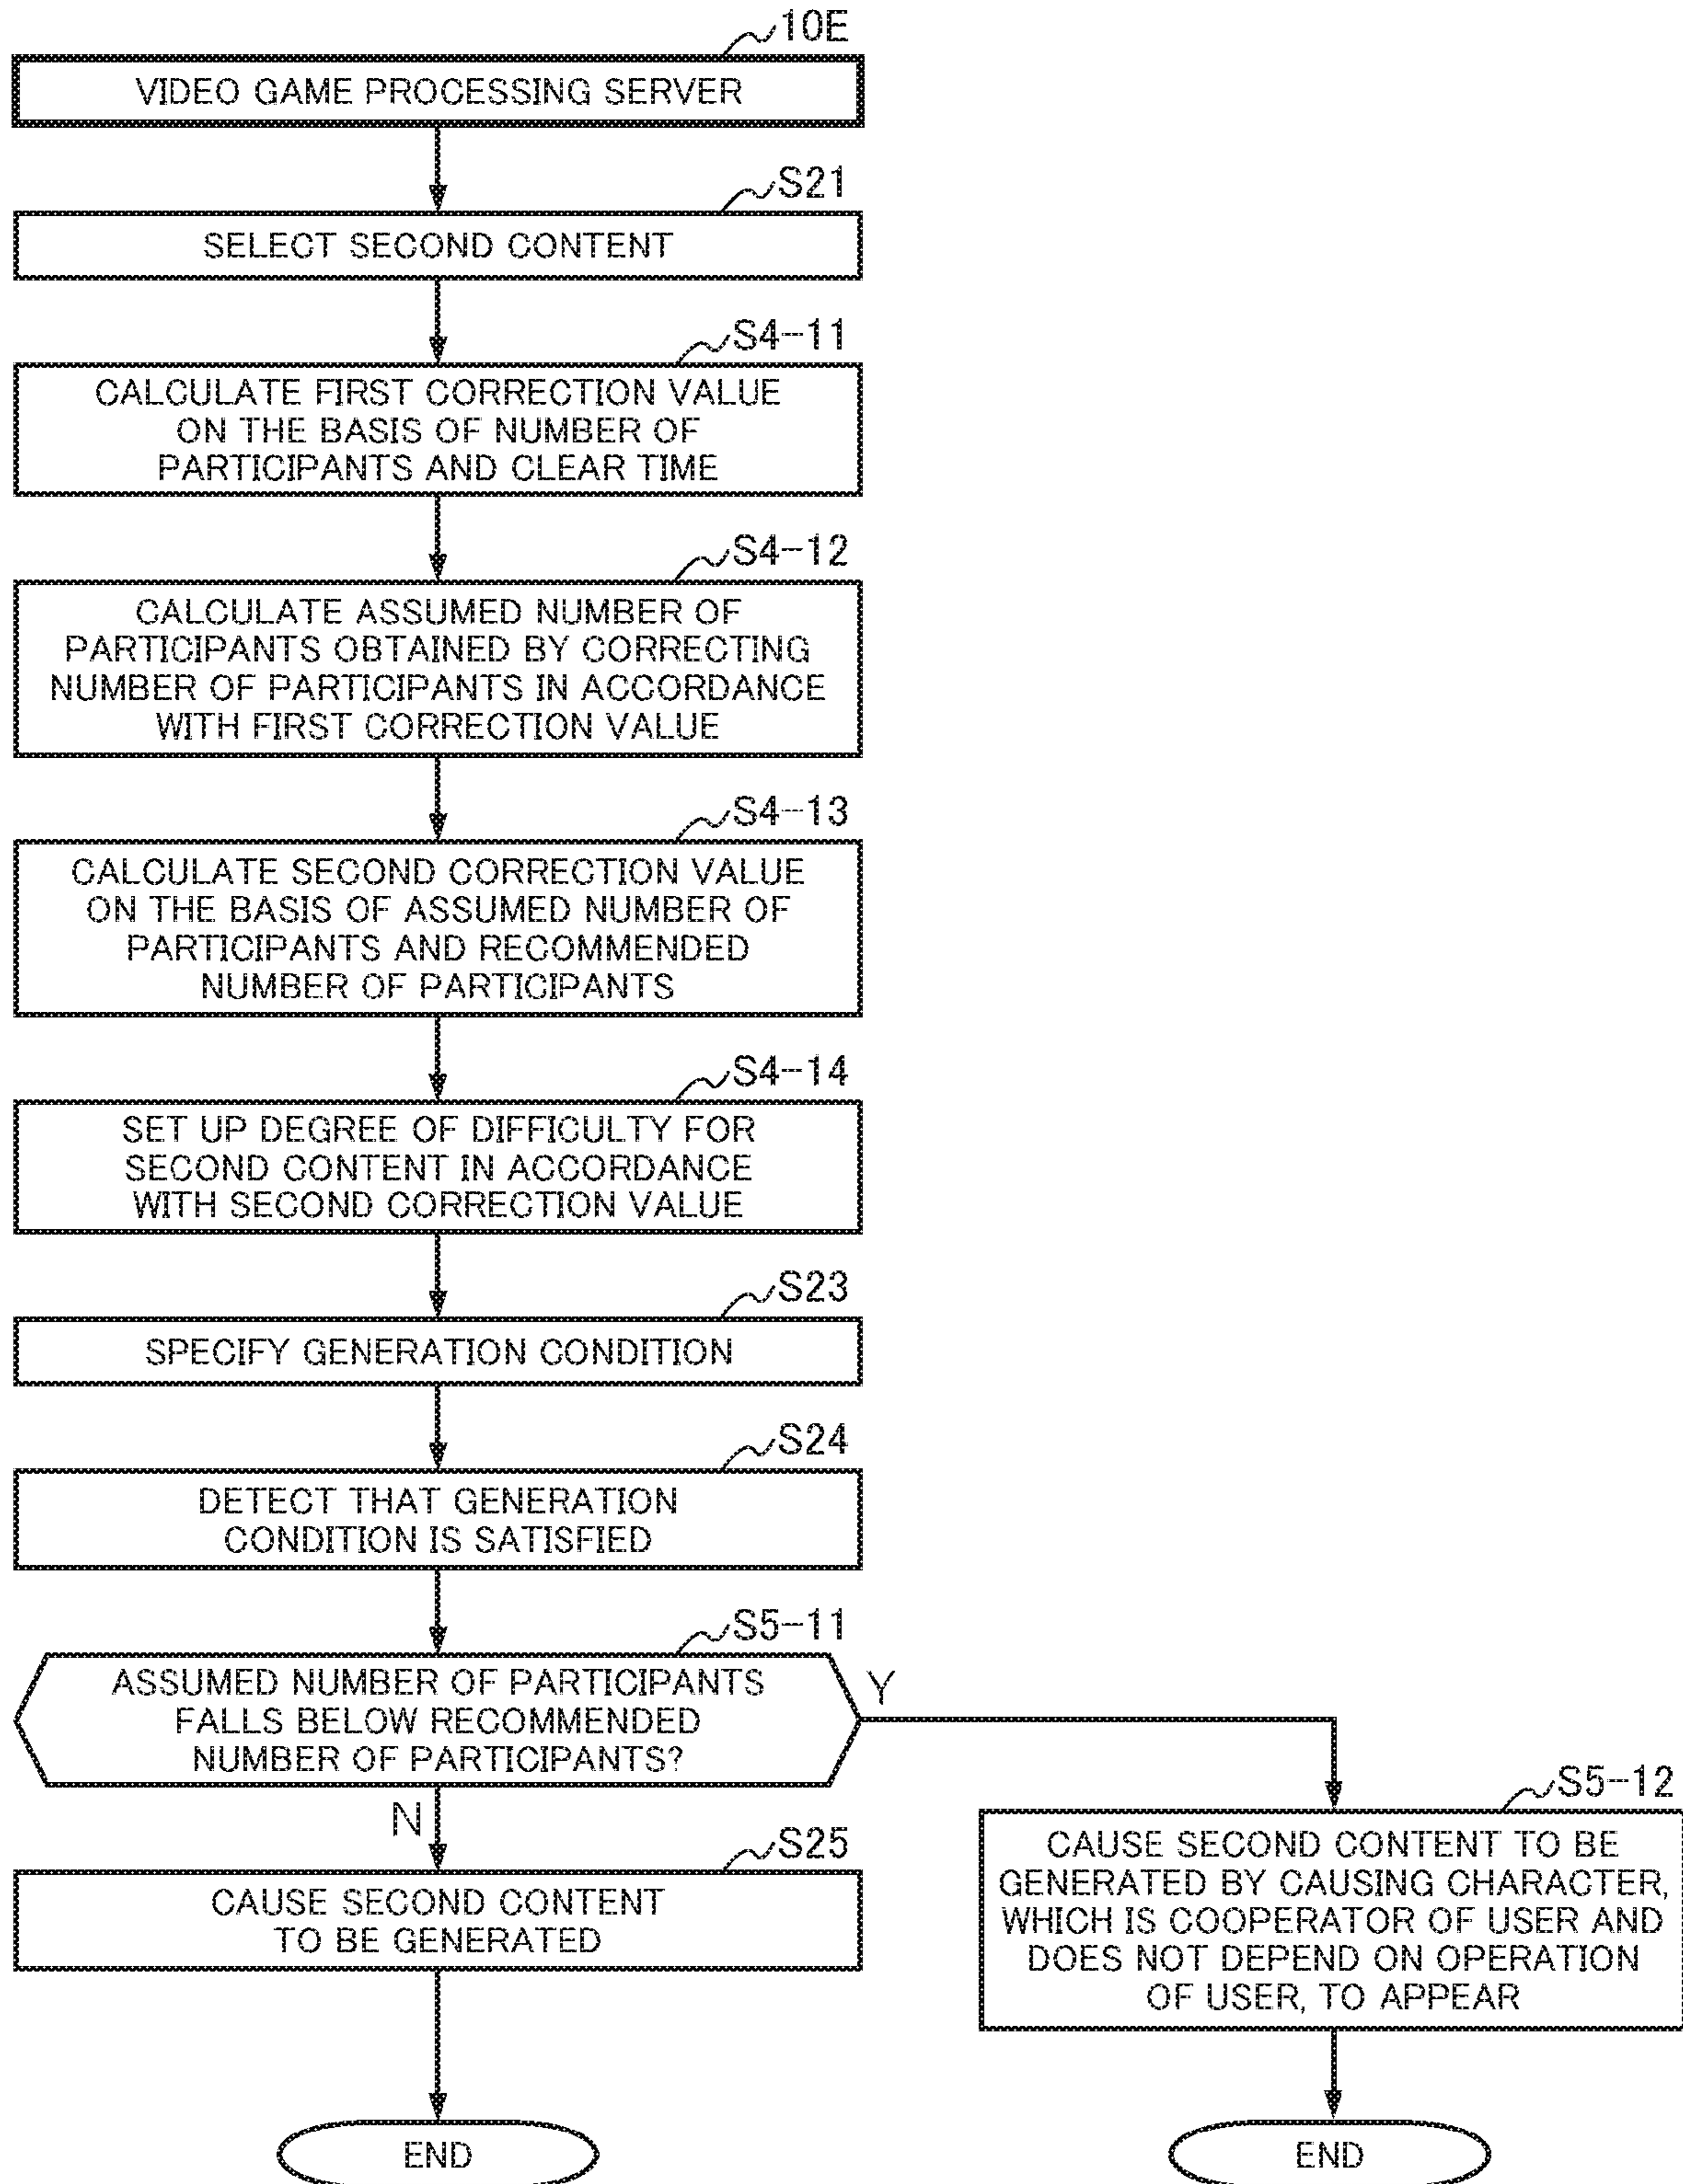 10E
VIDEO GAME PROCESSING SERVER
S21
SELECT SECOND CONTENT
S4-11
CALCULATE FIRST CORRECTION VALUE
ON THE BASIS OF NUMBER OF
PARTICIPANTS AND CLEAR TIME
S4-12
CALCULATE ASSUMED NUMBER OF
PARTICIPANTS OBTAINED BY CORRECTING
NUMBER OF PARTICIPANTS IN ACCORDANCE
WITH FIRST CORRECTION VALUE
S4-13
CALCULATE SECOND CORRECTION VALUE
ON THE BASIS OF ASSUMED NUMBER OF
PARTICIPANTS AND RECOMMENDED
NUMBER OF PARTICIPANTS
S4-14
SET UP DEGREE OF DIFFICULTY FOR
SECOND CONTENT IN ACCORDANCE
WITH SECOND CORRECTION VALUE
S23
SPECIFY GENERATION CONDITION
S24
DETECT THAT GENERATION
CONDITION IS SATISFIED
S5-11
ASSUMED NUMBER OF PARTICIPANTS
FALLS BELOW RECOMMENDED
NUMBER OF PARTICIPANTS?
Y
N
S25
CAUSE SECOND CONTENT
TO BE GENERATED
END
S5-12
CAUSE SECOND CONTENT TO BE
GENERATED BY CAUSING CHARACTER,
WHICH IS COOPERATOR OF USER AND
DOES NOT DEPEND ON OPERATION
OF USER, TO APPEAR
END